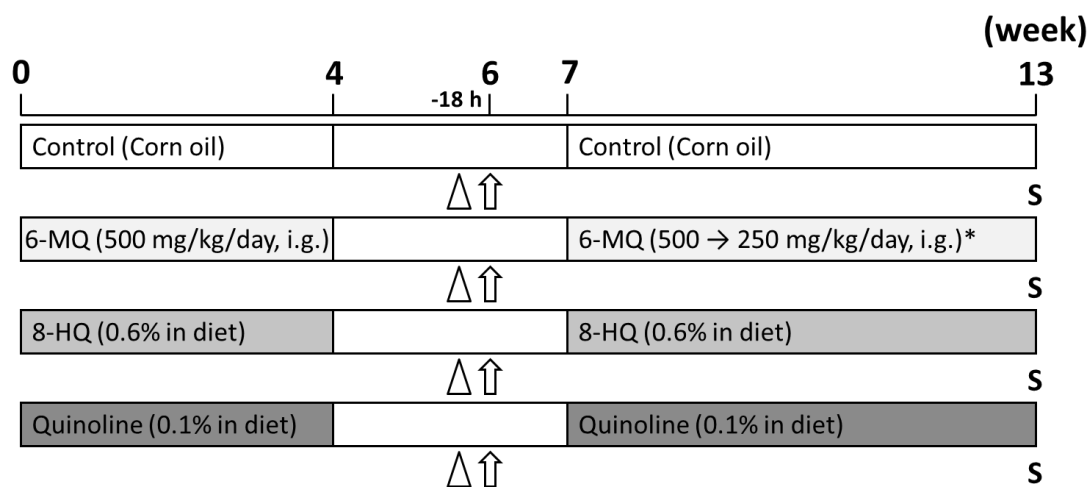 (week)
0 4 6 7 13
-18 h
Control (Corn oil) Control (Corn oil)
S
6-MQ (500 mg/kg/day, i.g.) 6-MQ (500 → 250 mg/kg/day, i.g.)*
S
8-HQ (0.6% in diet) 8-HQ (0.6% in diet)
S
Quinoline (0.1% in diet) Quinoline (0.1% in diet)
S